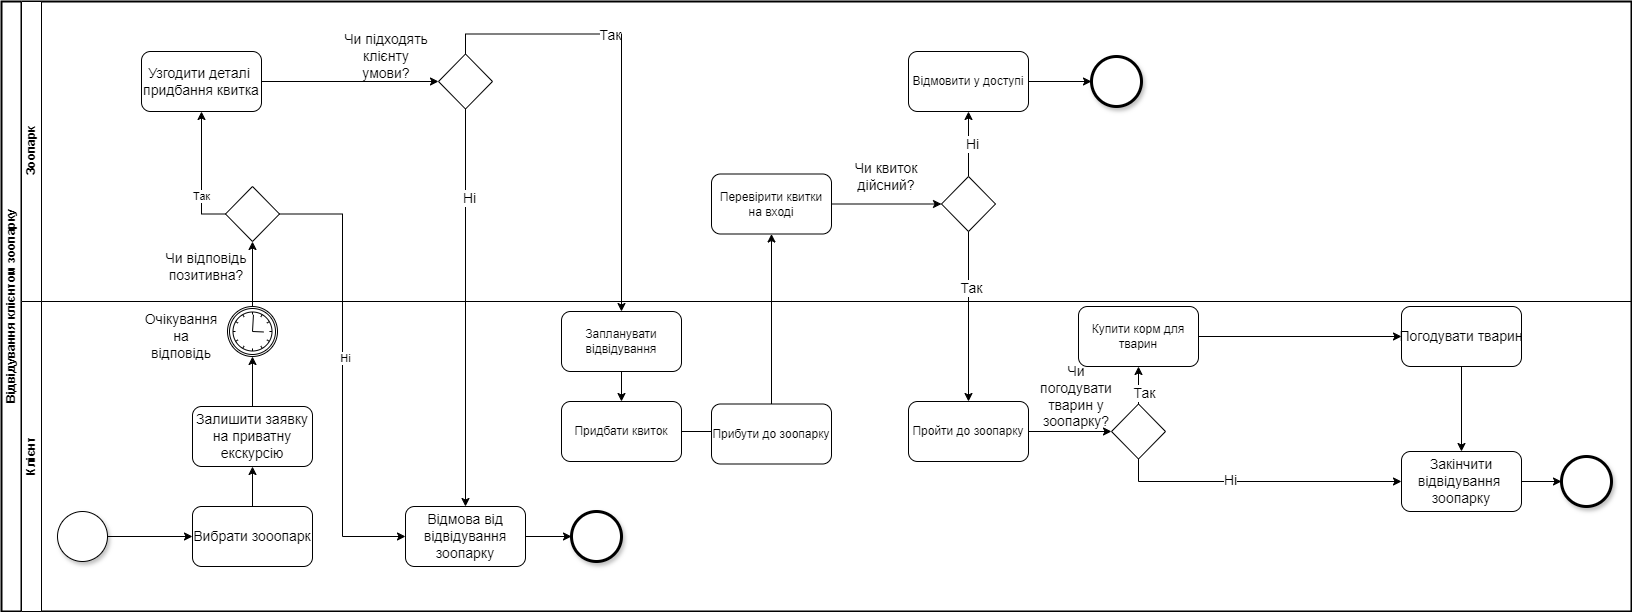 Відвідування клієнтом зоопарку
Зоопарк
Клієнт
Узгодити деталі
придбання квитка
Чи підходять
клієнту
умови?
Так
Ні
Так
Чи відповідь
позитивна?
Ні
Очікування
на
відповідь
Залишити заявку
на приватну
екскурсію
Вибрати зооопарк
Відмова від
відвідування
зоопарку
Запланувати
відвідування
Придбати квиток
Прибути до зоопарку
Перевірити квитки
на вході
Чи квиток
дійсний?
Ні
Відмовити у доступі
Так
Пройти до зоопарку
Чи
погодувати
тварин у
зоопарку?
Так
Купити корм для
тварин
Погодувати тварин
Ні
Закінчити
відвідування
зоопарку